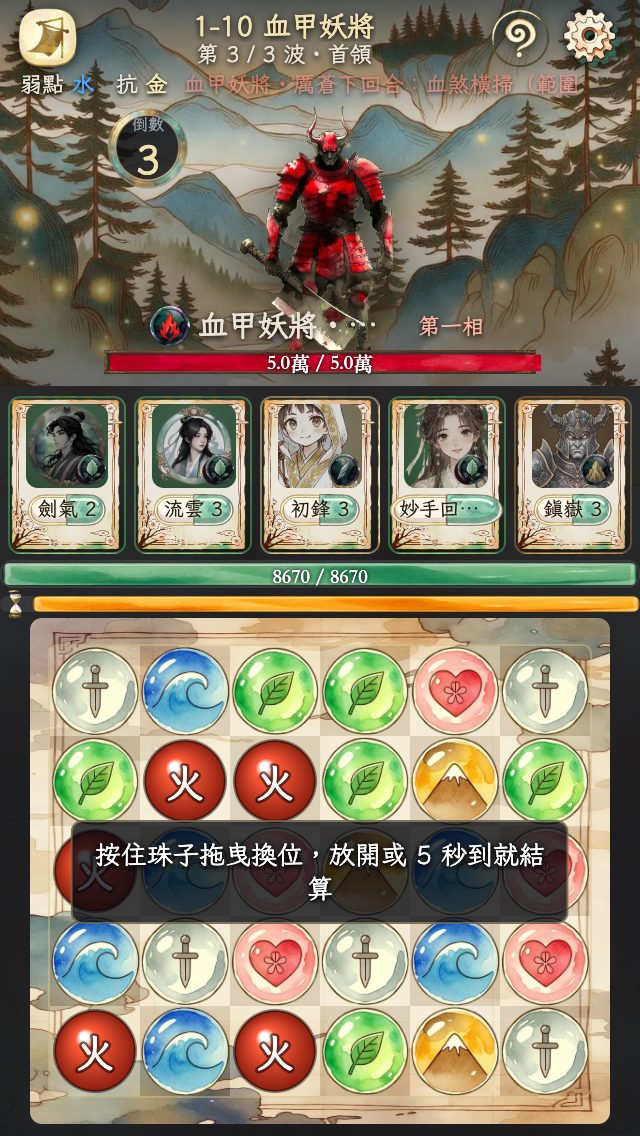 1-10 血甲妖將
第 3 / 3 波・首領
弱點 水 抗 金 血甲妖將・厲蒼下回合：血煞橫掃（範圍
倒數
3
血甲妖將・… 第一相
5.0萬 / 5.0萬
劍氣 2 流雲 3 初鋒 3 妙手回… 鎮嶽 3
8670 / 8670
火 火
火
按住珠子拖曳換位，放開或 5 秒到就結
算
火 火